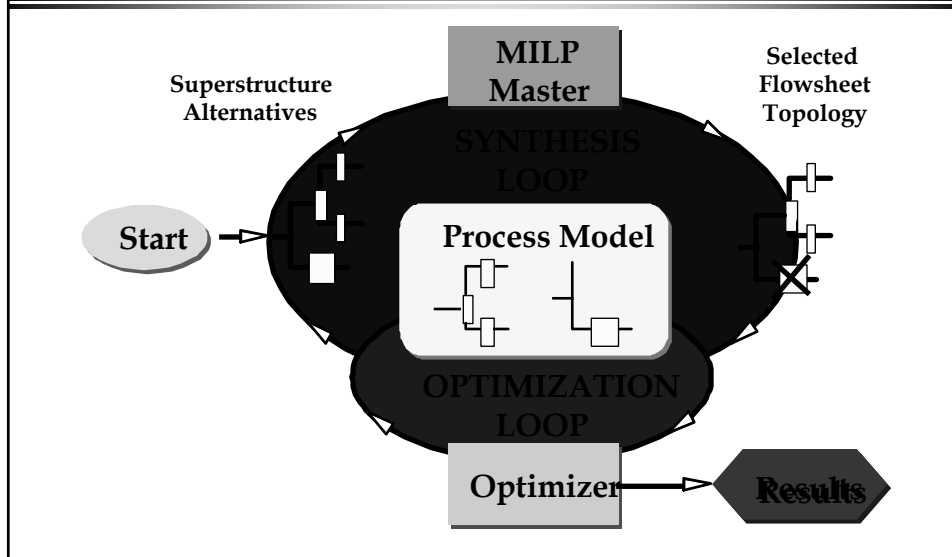 MILP
Master
Superstructure
Alternatives
Selected
Flowsheet
Topology
SYNTHESIS
LOOP
Start
Process Model
OPTIMIZATION
LOOP
Optimizer
Results